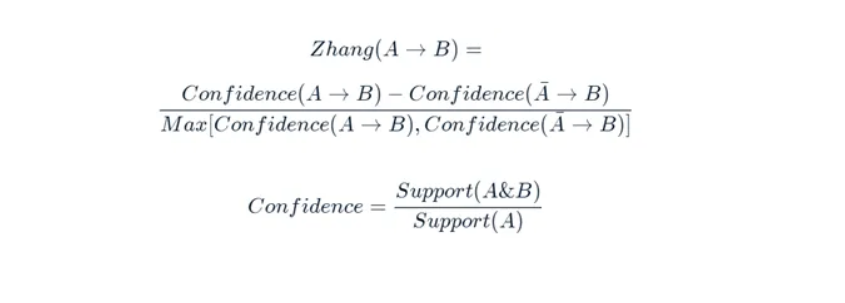 Zhang(A → B) =
Confidence(A → B) − Confidence(Ā → B)
Max[Confidence(A → B), Confidence(Ā → B)]
Confidence = Support(A&B)
Support(A)